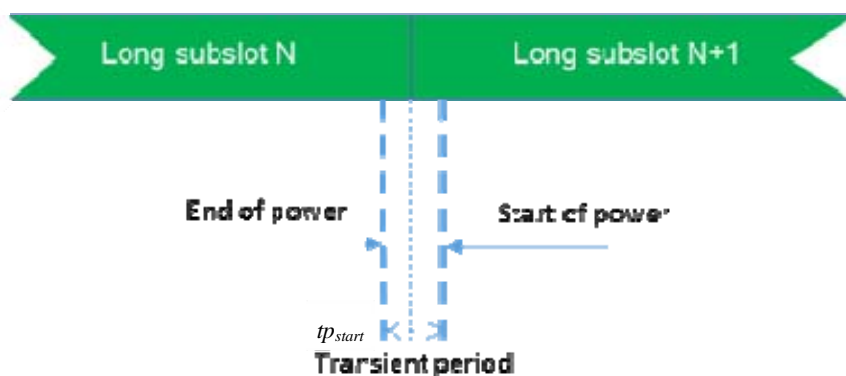 Long subslot N
Long subslot N+1
End of power
Start of power
tpstart
Transient period